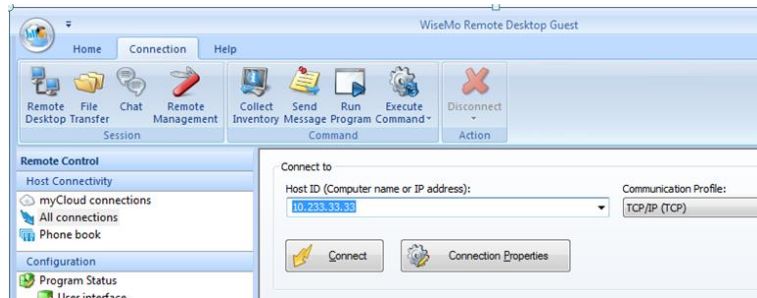 WiseMo Remote Desktop Guest
Home Connection Help
Remote File Chat Remote Collect Send Run Execute Disconnect
Desktop Transfer Management Inventory Message Program Command
Session Command Action
Remote Control
Host Connectivity
myCloud connections
All connections
Phone book
Configuration
Program Status
User interface
Connect to
Host ID (Computer name or IP address): Communication Profile:
10.233.33.33 TCP/IP (TCP)
Connect Connection Properties